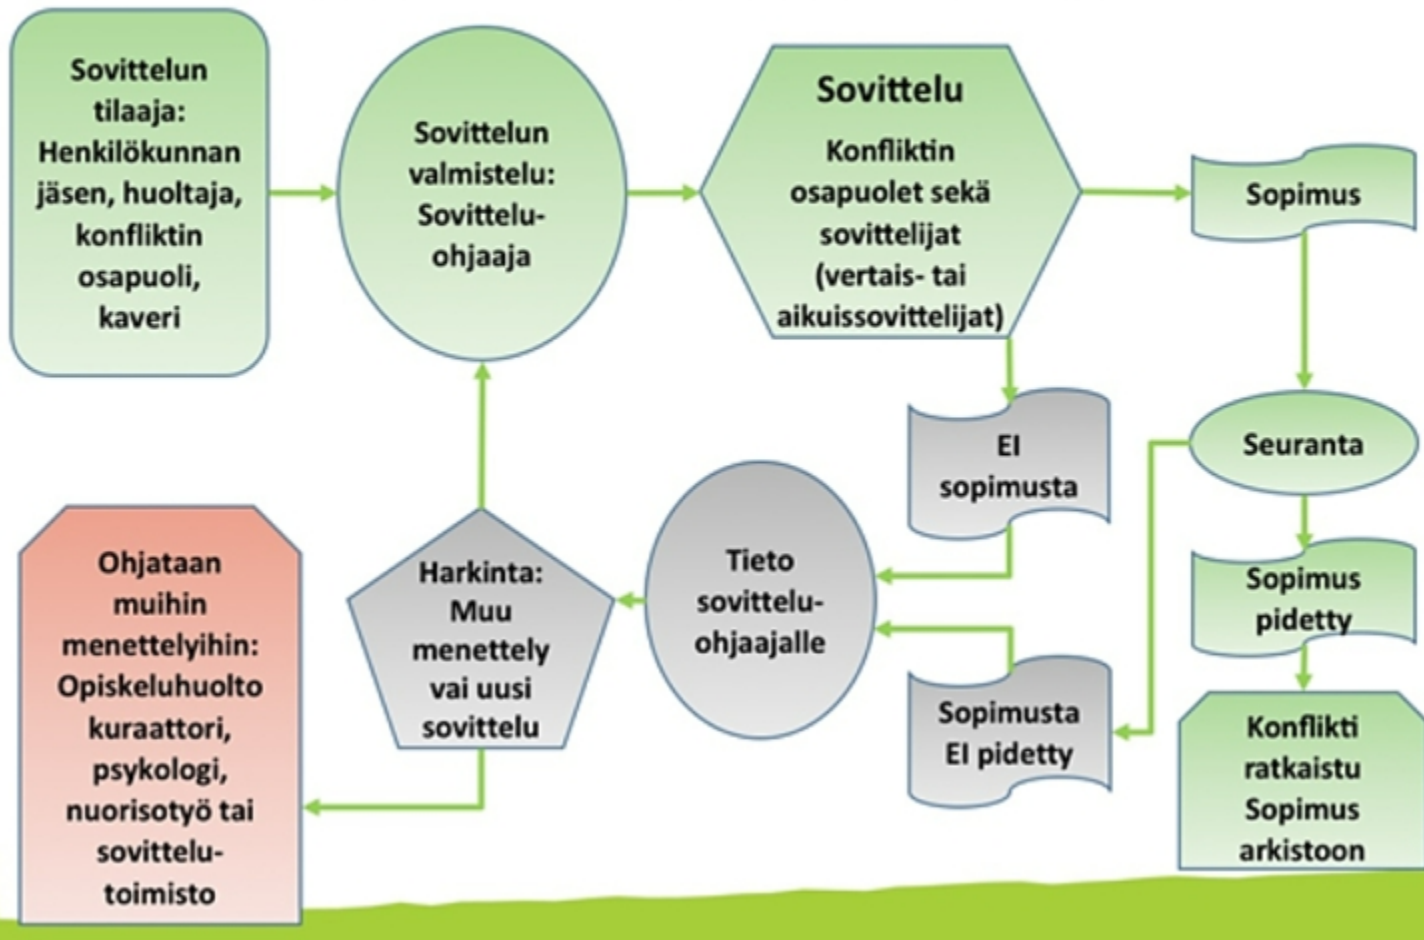 Sovittelun
tilaaja:
Henkilökunnan
jäsen, huoltaja,
konfliktin
osapuoli,
kaveri
Sovittelun
valmistelu:
Sovittelu-
ohjaaja
Sovittelu
Konfliktin
osapuolet sekä
sovittelijat
(vertais- tai
aikuissovittelijat)
Sopimus
EI
sopimusta
Seuranta
Sopimus
pidetty
Konflikti
ratkaistu
Sopimus
arkistoon
Sopimusta
EI pidetty
Tieto
sovittelu-
ohjaajalle
Harkinta:
Muu
menettely
vai uusi
sovittelu
Ohjataan
muihin
menettelyihin:
Opiskeluhuolto
kuraattori,
psykologi,
nuorisotyö tai
sovittelu-
toimisto